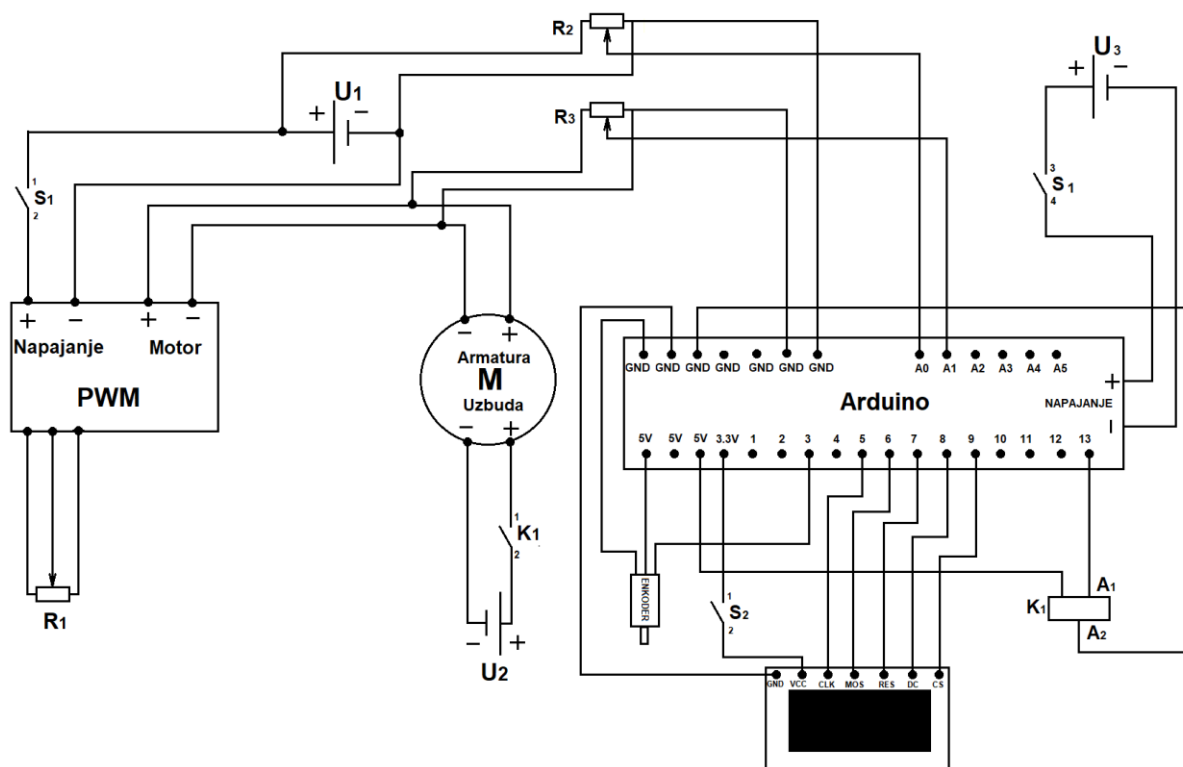 R2
U1
+ −
R3
U3
+ −
S1
1
2
S1
3
4
+ − + −
Napajanje Motor
PWM
R1
− +
Armatura
M
Uzbuda
− +
K1
1
2
− +
U2
GND GND GND GND GND GND GND A0 A1 A2 A3 A4 A5
+
Arduino NAPAJANJE
−
5V 5V 5V 3.3V 1 2 3 4 5 6 7 8 9 10 11 12 13
ENKODER
S2
1
2
K1
A1
A2
GND VCC CLK MOS RES DC CS